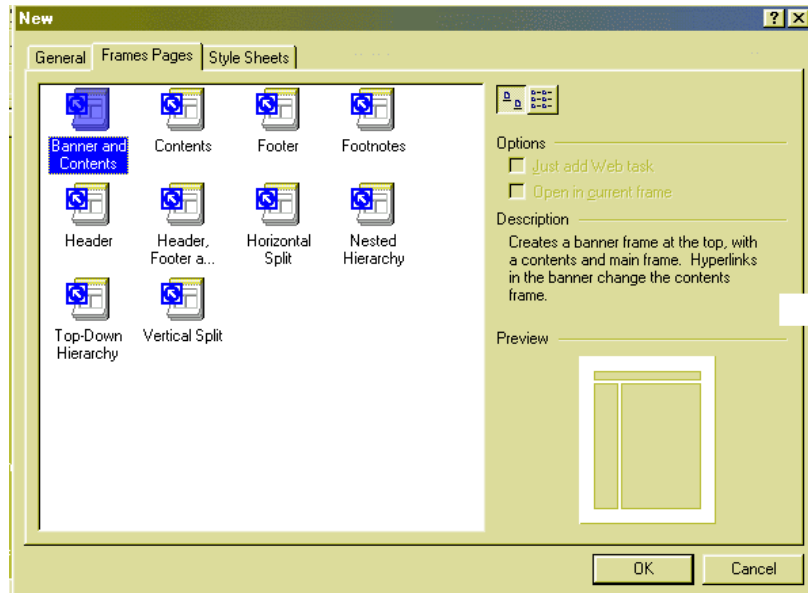 New
General Frames Pages Style Sheets
Banner and Contents Footer Footnotes
Contents
Header Header, Horizontal Nested
Footer a... Split Hierarchy
Top-Down Vertical Split
Hierarchy
Options
Just add Web task
Open in current frame
Description
Creates a banner frame at the top, with
a contents and main frame. Hyperlinks
in the banner change the contents
frame.
Preview
OK Cancel